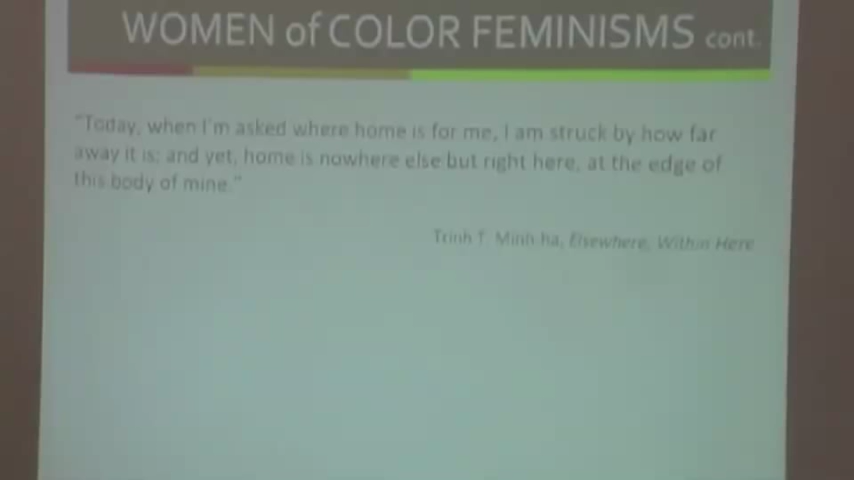 WOMEN of COLOR FEMINISMS cont.
"Today, when I'm asked where home is for me, I am struck by how far
away it is; and yet, home is nowhere else but right here, at the edge of
this body of mine."
Trinh T. Minh-ha, Elsewhere, Within Here